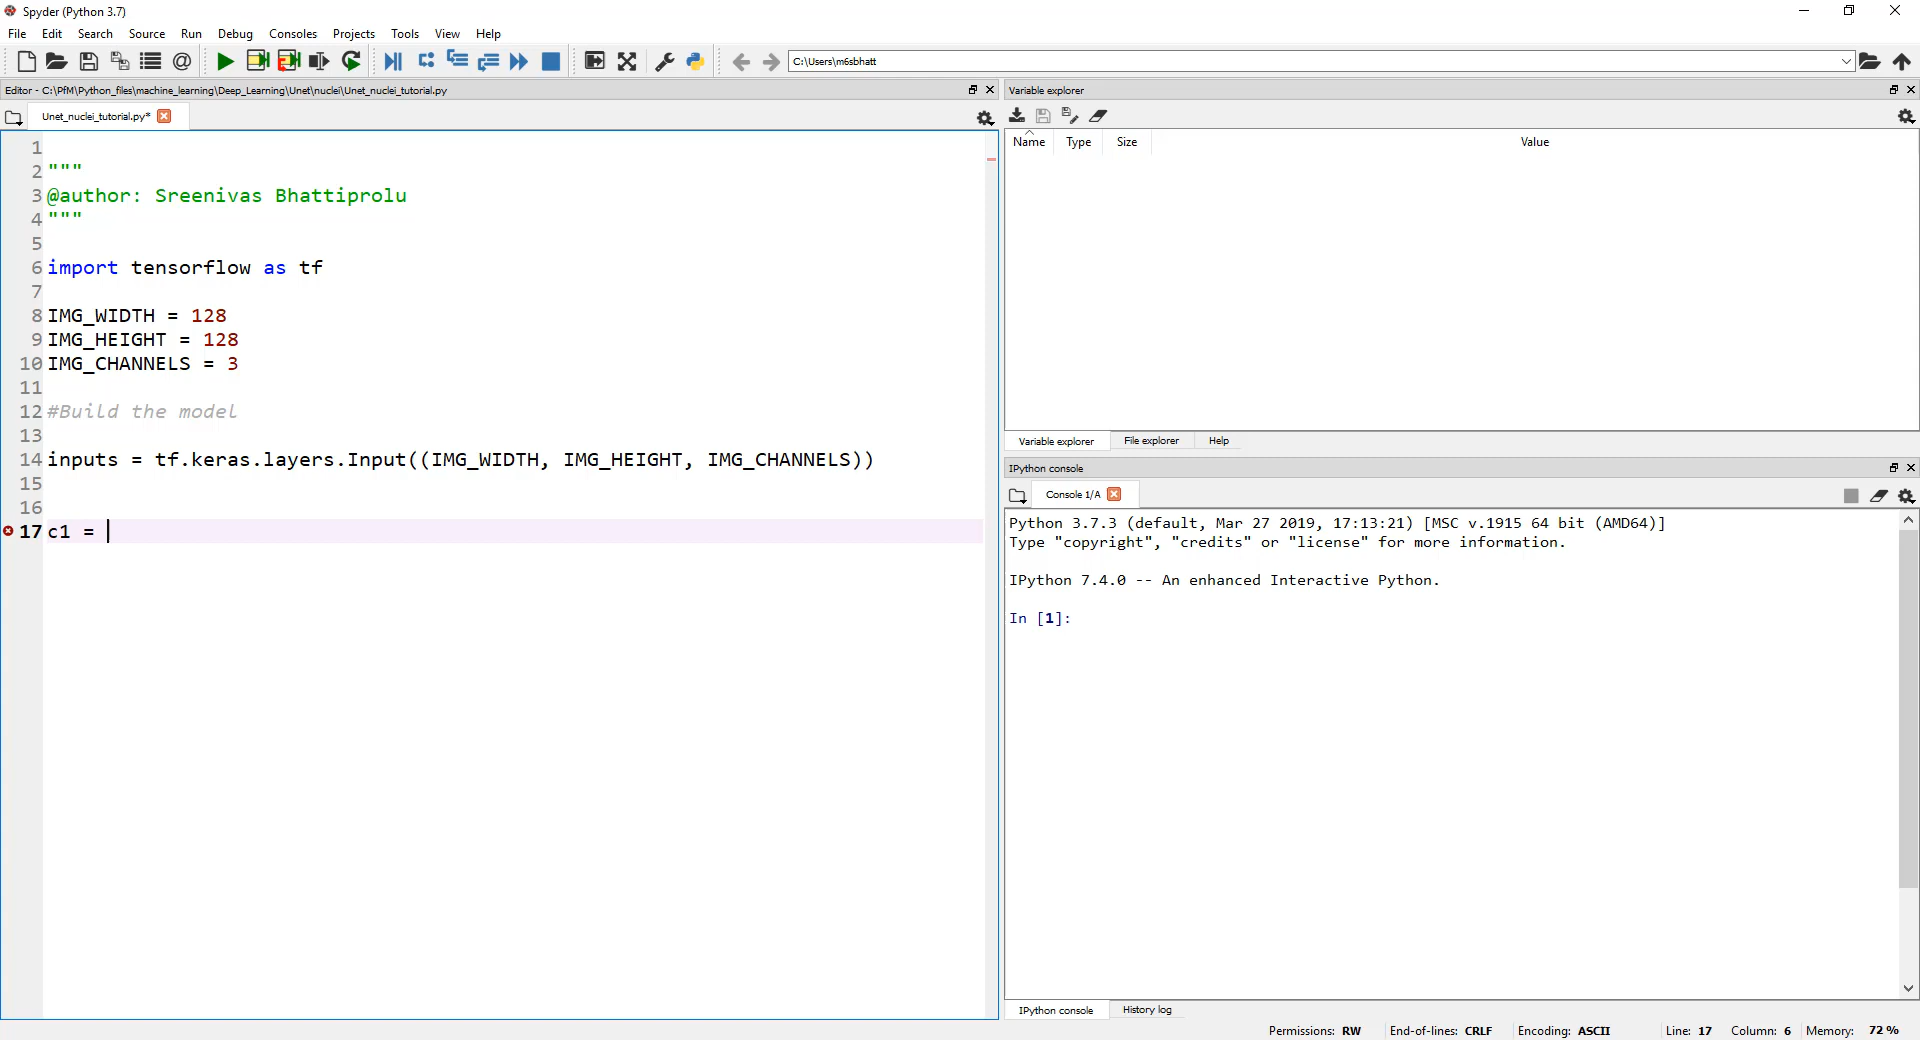 Spyder (Python 3.7)
File Edit Search Source Run Debug Consoles Projects Tools View Help
C:\Users\m6sbhatt
Editor - C:\PfM\Python_files\machine_learning\Deep_Learning\Unet\nuclei\Unet_nuclei_tutorial.py
Unet_nuclei_tutorial.py*
1
2 """
3 @author: Sreenivas Bhattiprolu
4 """
5
6 import tensorflow as tf
7
8 IMG_WIDTH = 128
9 IMG_HEIGHT = 128
10 IMG_CHANNELS = 3
11
12 #Build the model
13
14 inputs = tf.keras.layers.Input((IMG_WIDTH, IMG_HEIGHT, IMG_CHANNELS))
15
16
17 c1 =
Variable explorer
Name Type Size Value
Variable explorer File explorer Help
IPython console
Console 1/A
Python 3.7.3 (default, Mar 27 2019, 17:13:21) [MSC v.1915 64 bit (AMD64)]
Type "copyright", "credits" or "license" for more information.
IPython 7.4.0 -- An enhanced Interactive Python.
In [1]:
IPython console History log
Permissions: RW End-of-lines: CRLF Encoding: ASCII Line: 17 Column: 6 Memory: 72 %